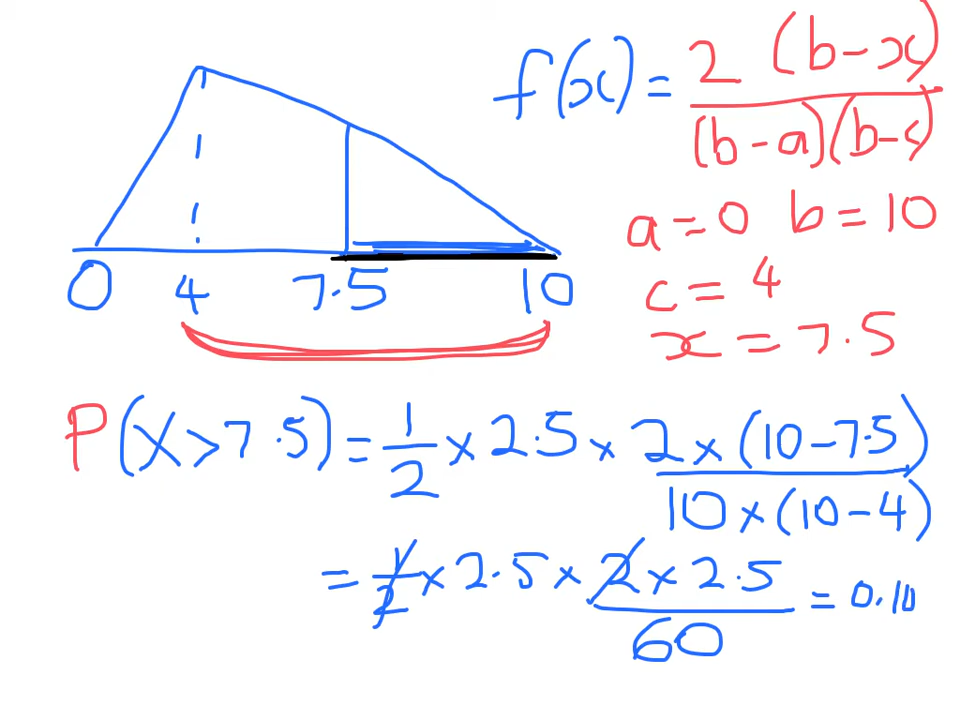 f(x) = 2 (b-x) / (b-a)(b-c)
a = 0 b = 10
c = 4
x = 7.5
0 4 7.5 10
P(X > 7.5) = 1/2 × 2.5 × 2 × (10-7.5) / 10 × (10-4)
= 1/2 × 2.5 × 2 × 2.5 / 60 = 0.10